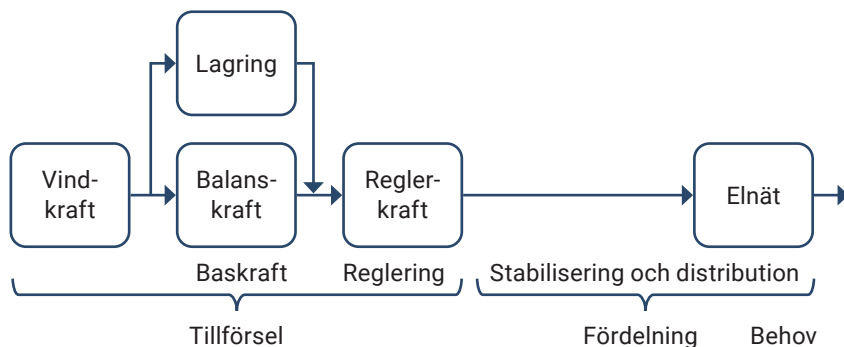 Lagring
Vind-
kraft
Balans-
kraft
Regler-
kraft
Elnät
Baskraft
Reglering
Stabilisering och distribution
Tillförsel
Fördelning
Behov